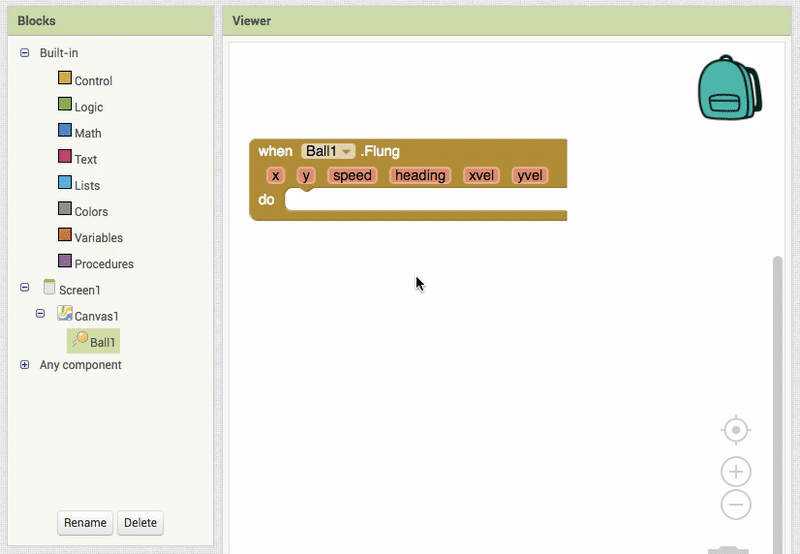 Blocks
Built-in
Control
Logic
Math
Text
Lists
Colors
Variables
Procedures
Screen1
Canvas1
Ball1
Any component
Rename Delete
Viewer
when Ball1 .Flung
x y speed heading xvel yvel
do